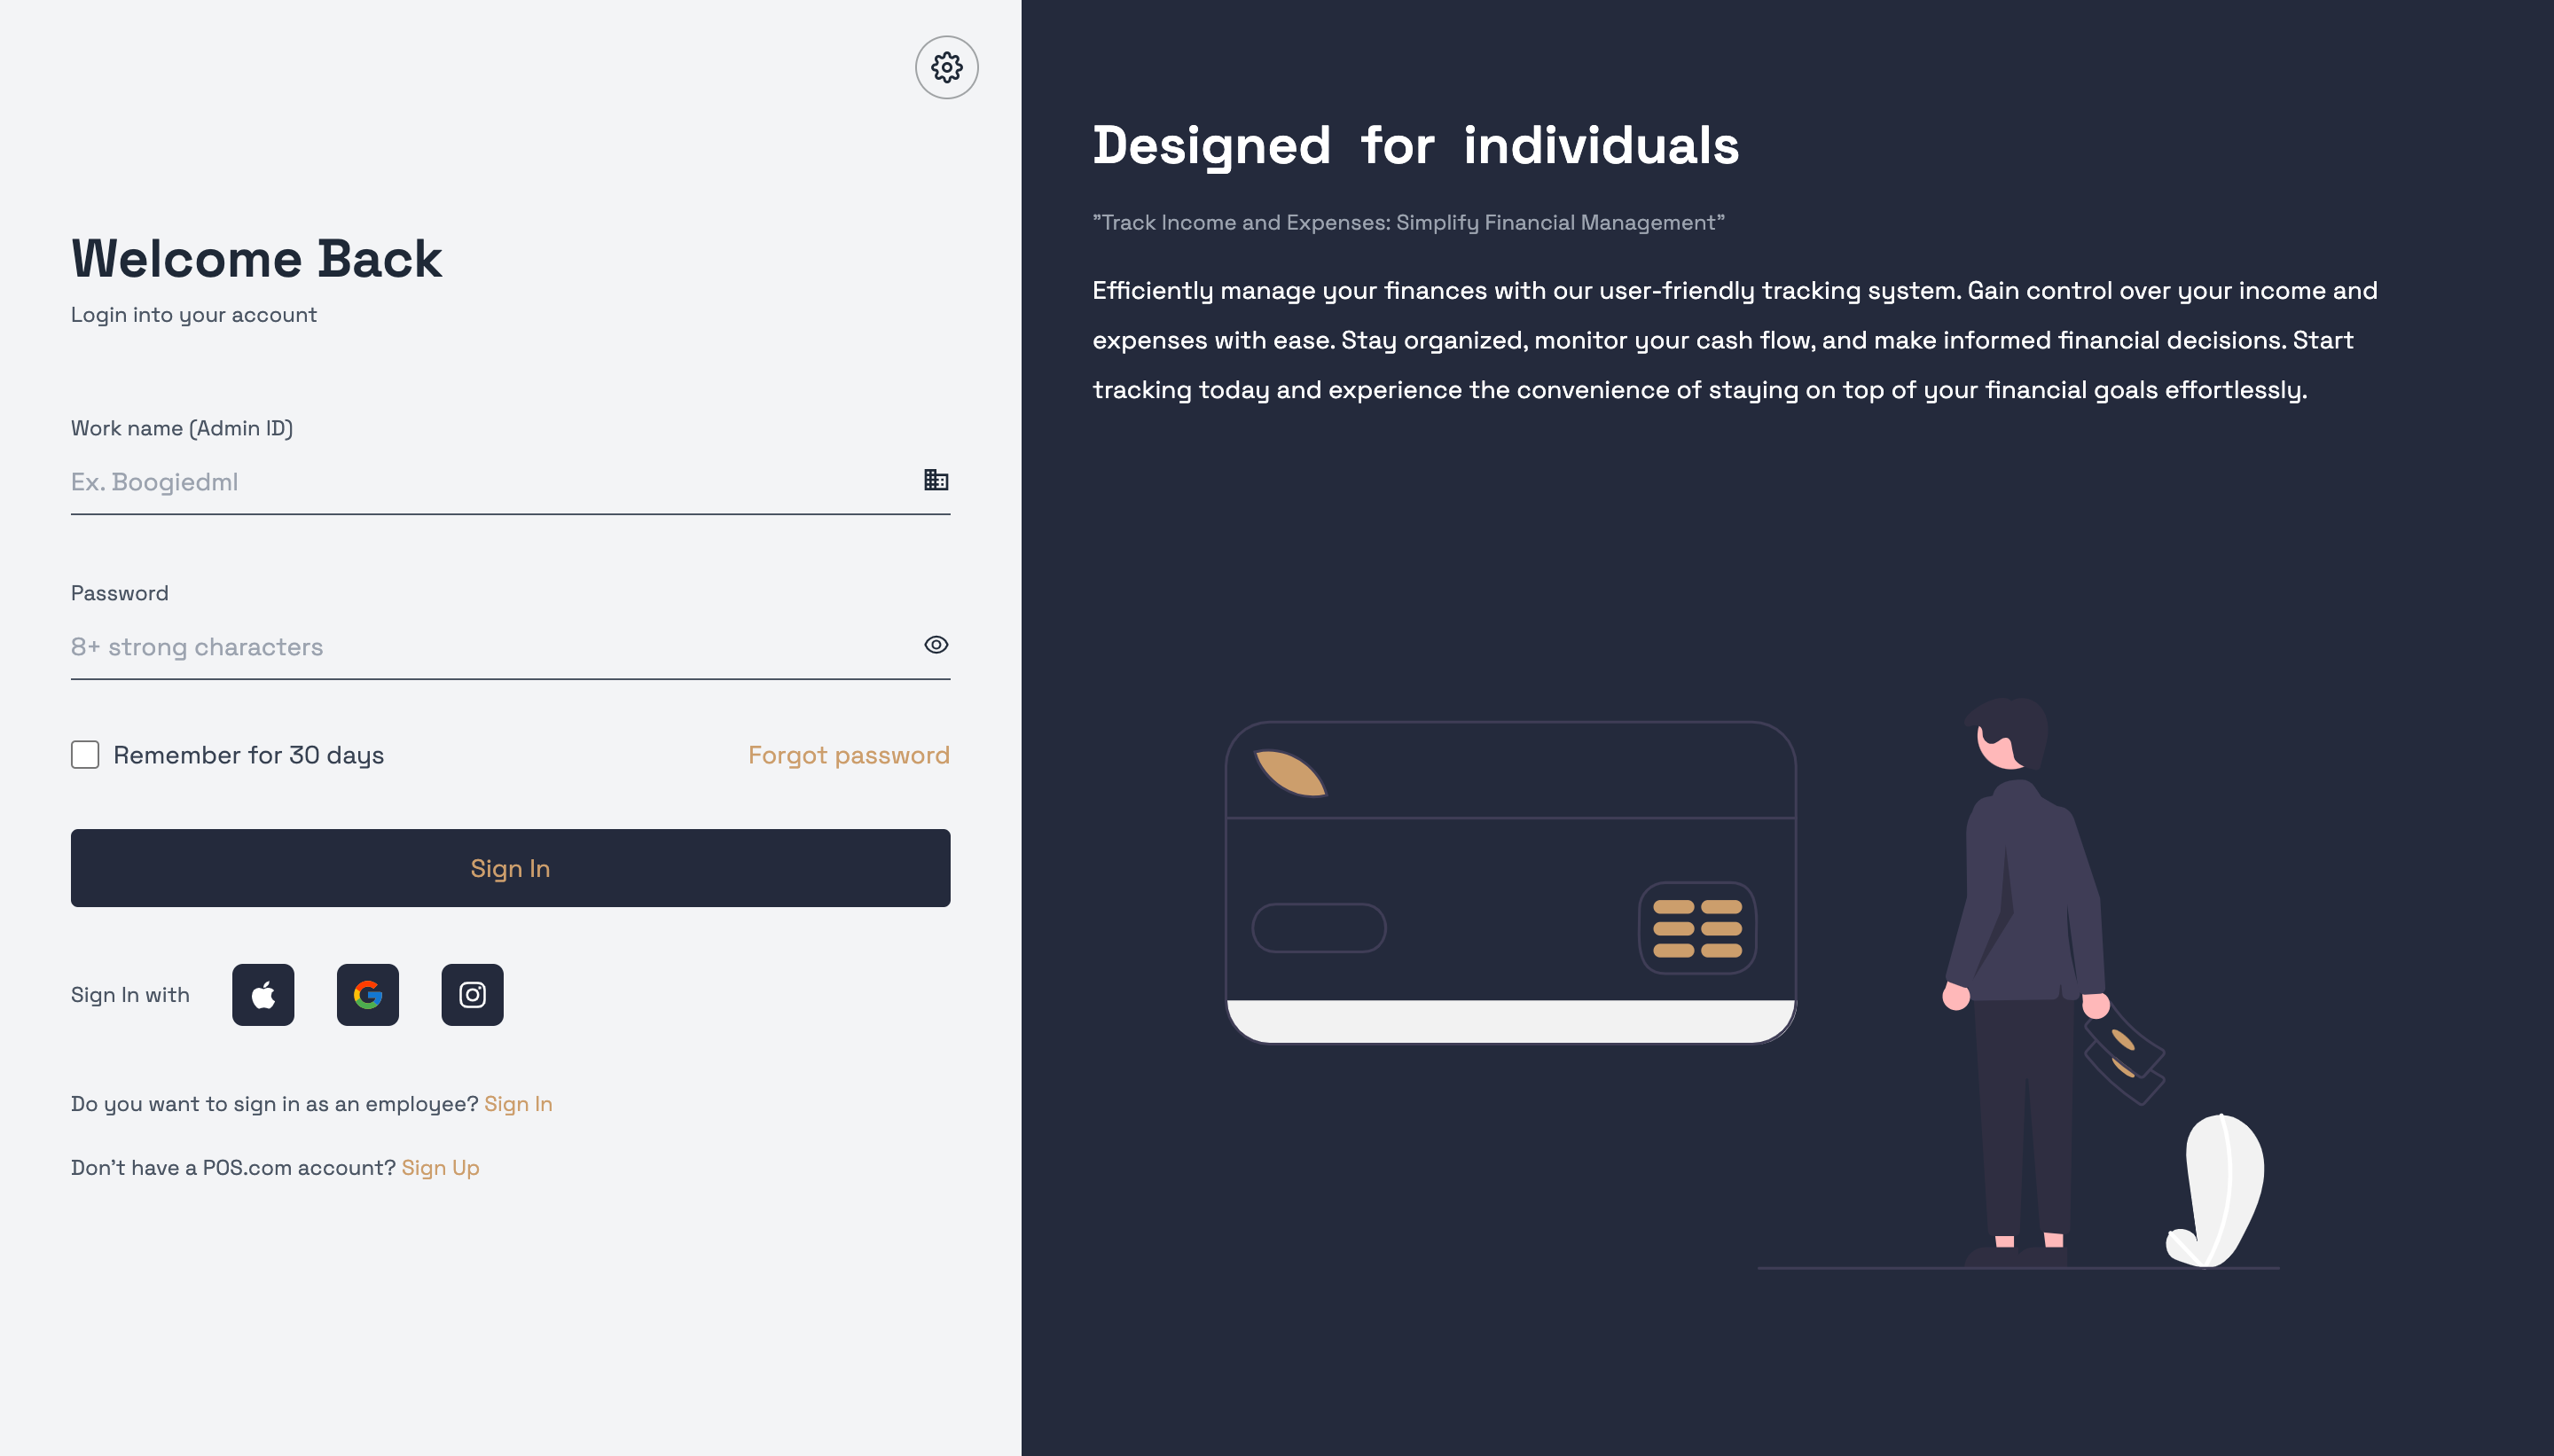 Welcome Back
Login into your account
Work name (Admin ID)
Ex. Boogiedml
Password
8+ strong characters
Remember for 30 days
Forgot password
Sign In
Sign In with
Do you want to sign in as an employee? Sign In
Don't have a POS.com account? Sign Up
Designed for individuals
"Track Income and Expenses: Simplify Financial Management"
Efficiently manage your finances with our user-friendly tracking system. Gain control over your income and
expenses with ease. Stay organized, monitor your cash flow, and make informed financial decisions. Start
tracking today and experience the convenience of staying on top of your financial goals effortlessly.